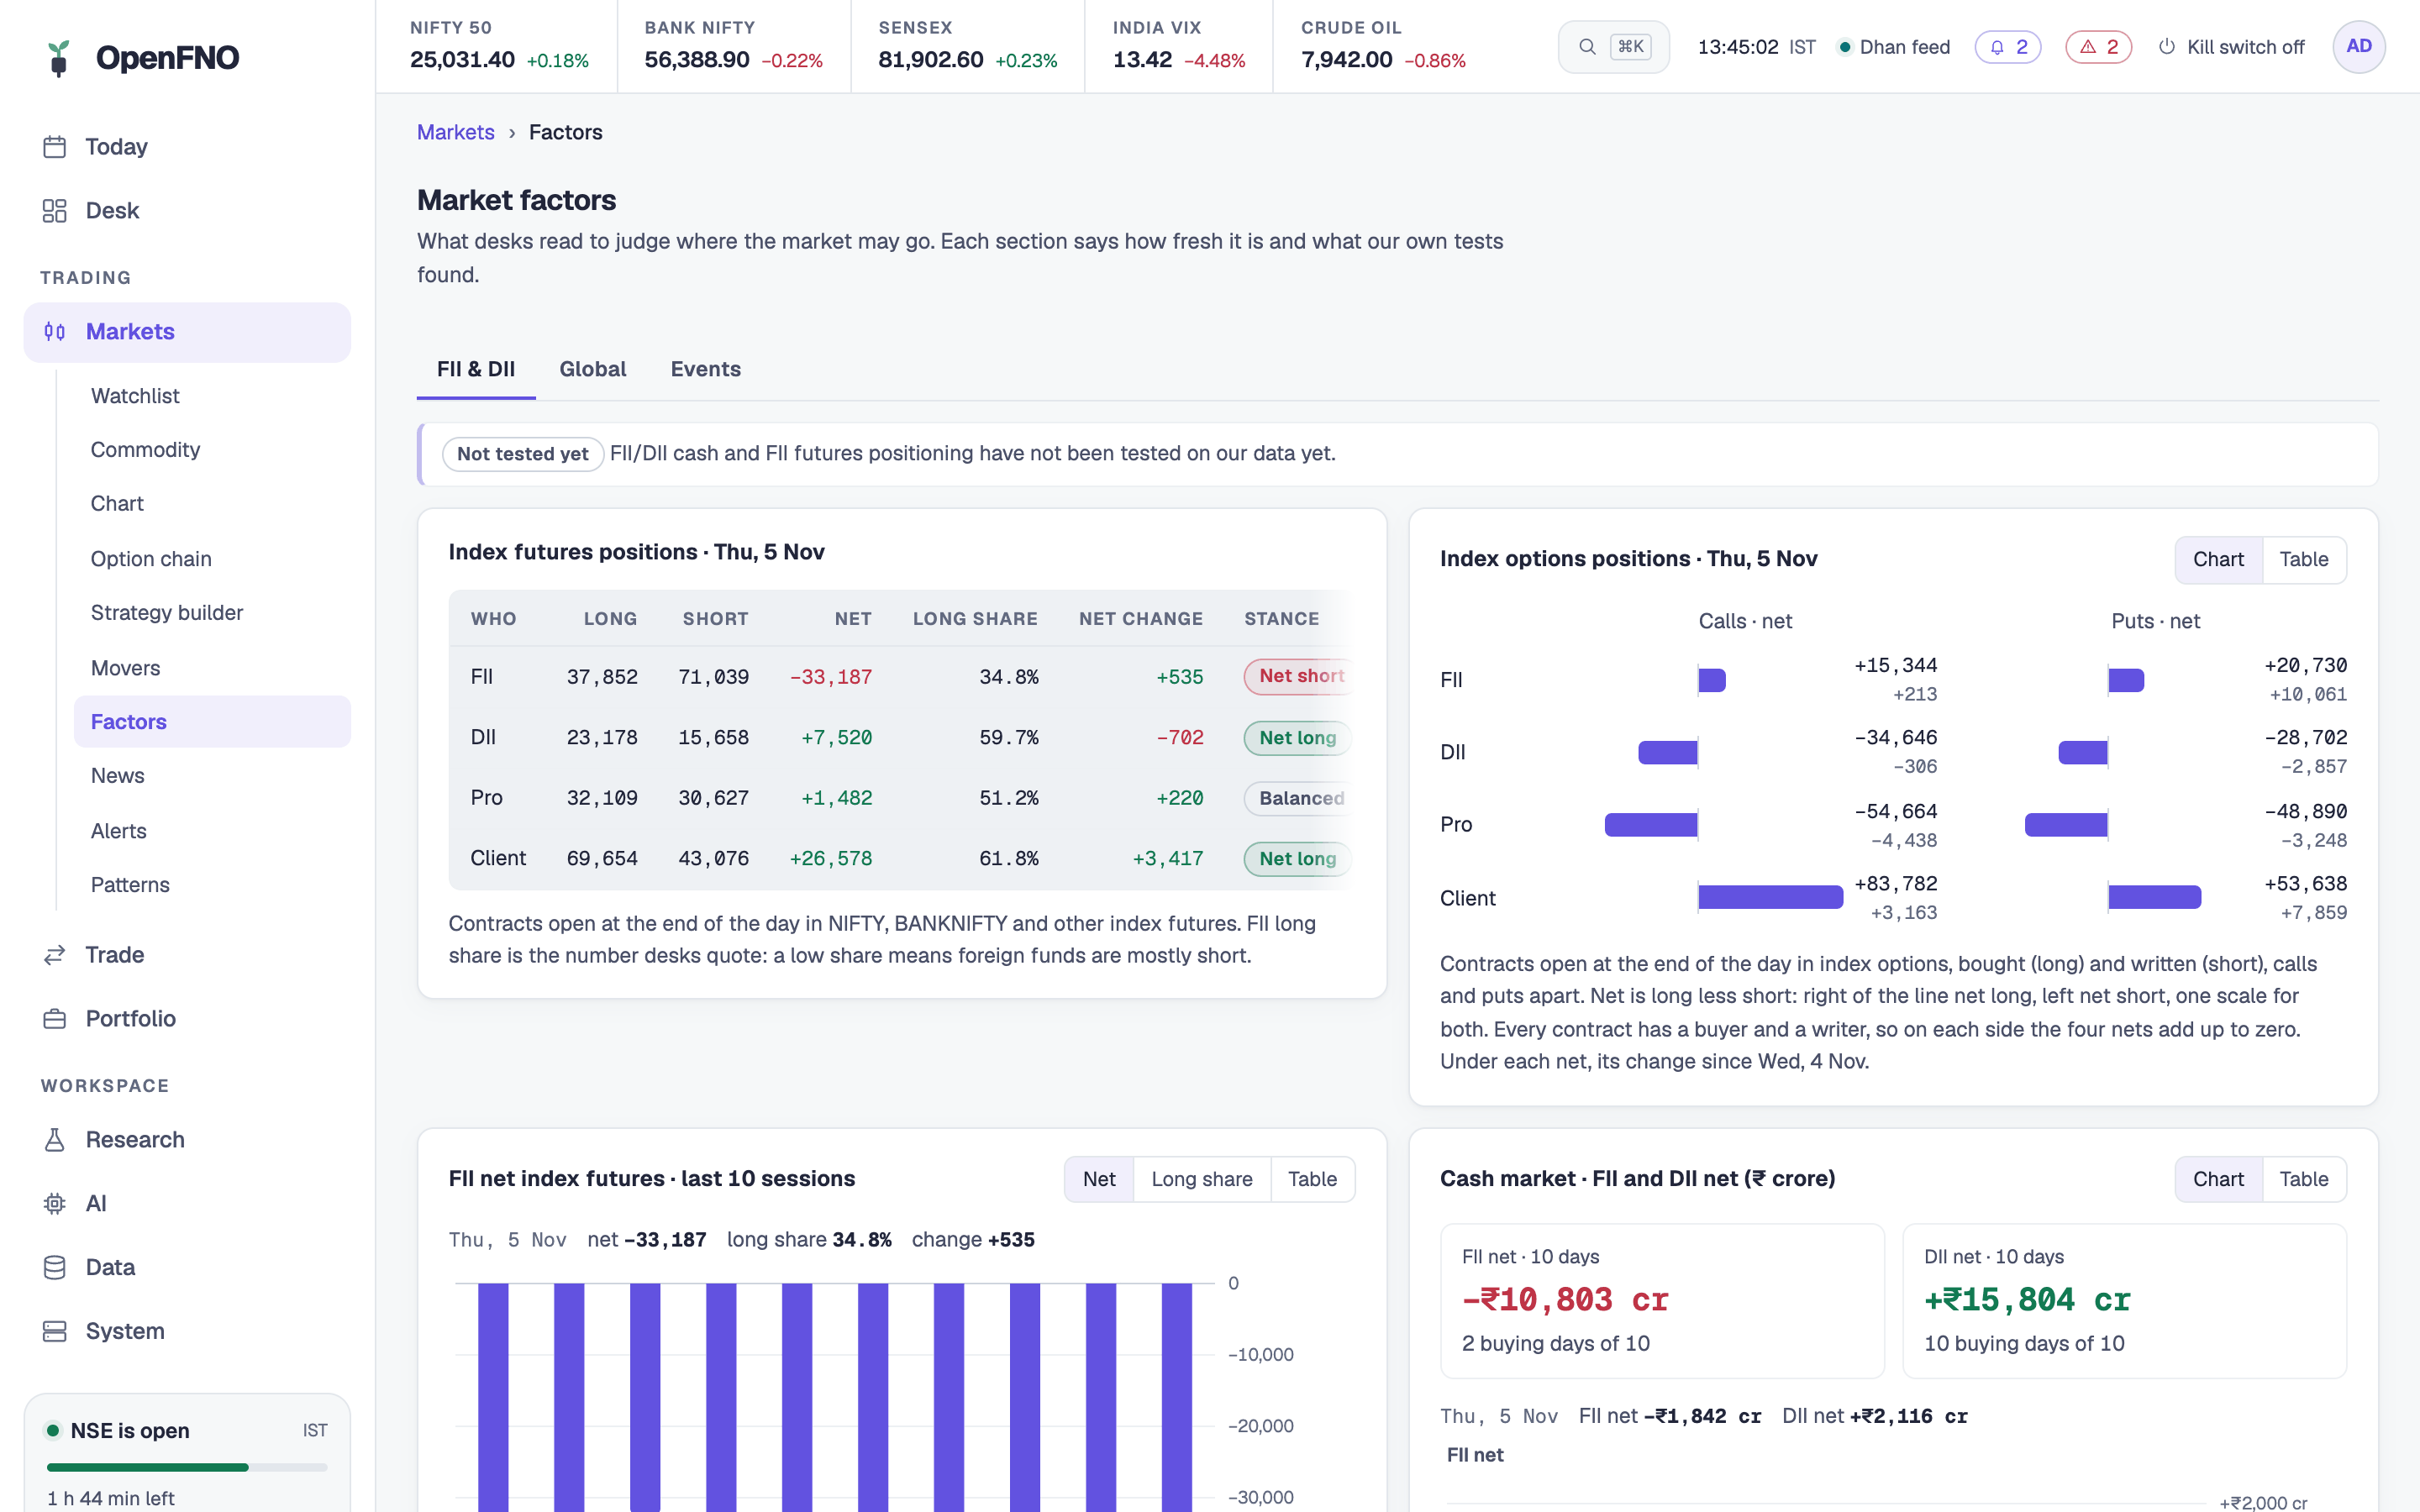 OpenFNO
Today
Desk
TRADING
Markets
Watchlist
Commodity
Chart
Option chain
Strategy builder
Movers
Factors
News
Alerts
Patterns
Trade
Portfolio
WORKSPACE
Research
AI
Data
System
NSE is open IST
1 h 44 min left
NIFTY 50
25,031.40 +0.18%
BANK NIFTY
56,388.90 −0.22%
SENSEX
81,902.60 +0.23%
INDIA VIX
13.42 −4.48%
CRUDE OIL
7,942.00 −0.86%
⌘K
13:45:02 IST
Dhan feed
2
2
Kill switch off
AD
Markets › Factors
Market factors
What desks read to judge where the market may go. Each section says how fresh it is and what our own tests
found.
FII & DII Global Events
Not tested yet FII/DII cash and FII futures positioning have not been tested on our data yet.
Index futures positions · Thu, 5 Nov
WHO LONG SHORT NET LONG SHARE NET CHANGE STANCE
FII 37,852 71,039 −33,187 34.8% +535 Net short
DII 23,178 15,658 +7,520 59.7% −702 Net long
Pro 32,109 30,627 +1,482 51.2% +220 Balanced
Client 69,654 43,076 +26,578 61.8% +3,417 Net long
Contracts open at the end of the day in NIFTY, BANKNIFTY and other index futures. FII long
share is the number desks quote: a low share means foreign funds are mostly short.
Index options positions · Thu, 5 Nov
Chart Table
Calls · net Puts · net
FII +15,344 +20,730
+213 +10,061
DII −34,646 −28,702
−306 −2,857
Pro −54,664 −48,890
−4,438 −3,248
Client +83,782 +53,638
+3,163 +7,859
Contracts open at the end of the day in index options, bought (long) and written (short), calls
and puts apart. Net is long less short: right of the line net long, left net short, one scale for
both. Every contract has a buyer and a writer, so on each side the four nets add up to zero.
Under each net, its change since Wed, 4 Nov.
FII net index futures · last 10 sessions
Net Long share Table
Thu, 5 Nov net −33,187 long share 34.8% change +535
0
−10,000
−20,000
−30,000
Cash market · FII and DII net (₹ crore)
Chart Table
FII net · 10 days
−₹10,803 cr
2 buying days of 10
DII net · 10 days
+₹15,804 cr
10 buying days of 10
Thu, 5 Nov FII net −₹1,842 cr DII net +₹2,116 cr
FII net
+₹2,000 cr